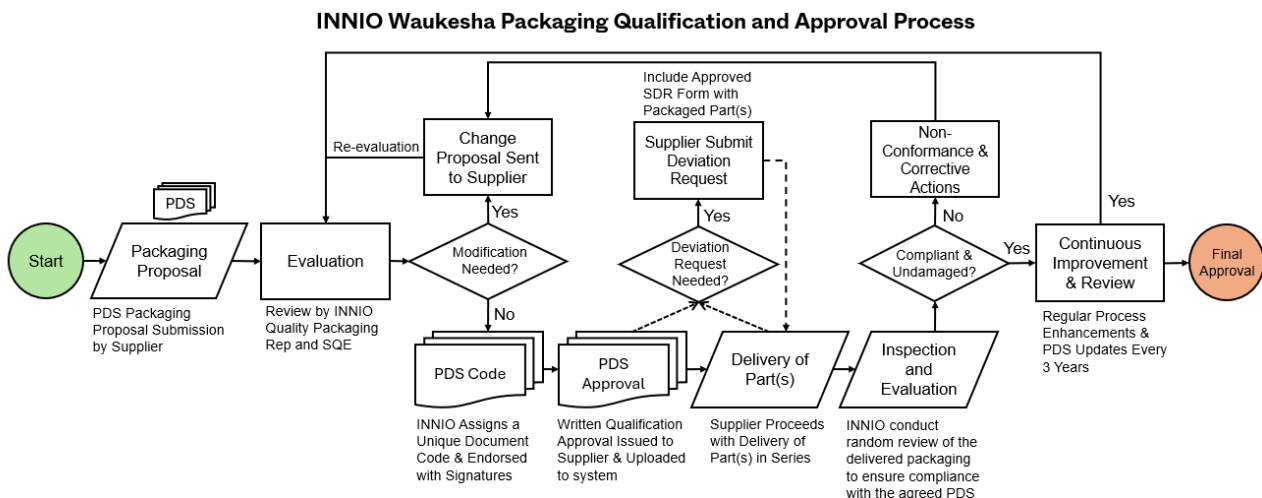 INNIO Waukesha Packaging Qualification and Approval Process
Include Approved
SDR Form with
Packaged Part(s)
Re-evaluation
Change
Proposal Sent
to Supplier
Supplier Submit
Deviation
Request
Non-
Conformance &
Corrective
Actions
PDS
Yes
Yes
No
Yes
Start
Packaging
Proposal
Evaluation
Modification
Needed?
Deviation
Request
Needed?
Compliant &
Undamaged?
Yes
Continuous
Improvement
& Review
Final
Approval
PDS Packaging
Proposal Submission
by Supplier
Review by INNIO
Quality Packaging
Rep and SQE
No
Regular Process
Enhancements &
PDS Updates Every
3 Years
PDS Code
PDS
Approval
Delivery of
Part(s)
Inspection
and
Evaluation
INNIO Assigns a
Unique Document
Code & Endorsed
with Signatures
Written Qualification
Approval Issued to
Supplier & Uploaded
to system
Supplier Proceeds
with Delivery of
Part(s) in Series
INNIO conduct
random review of the
delivered packaging
to ensure compliance
with the agreed PDS